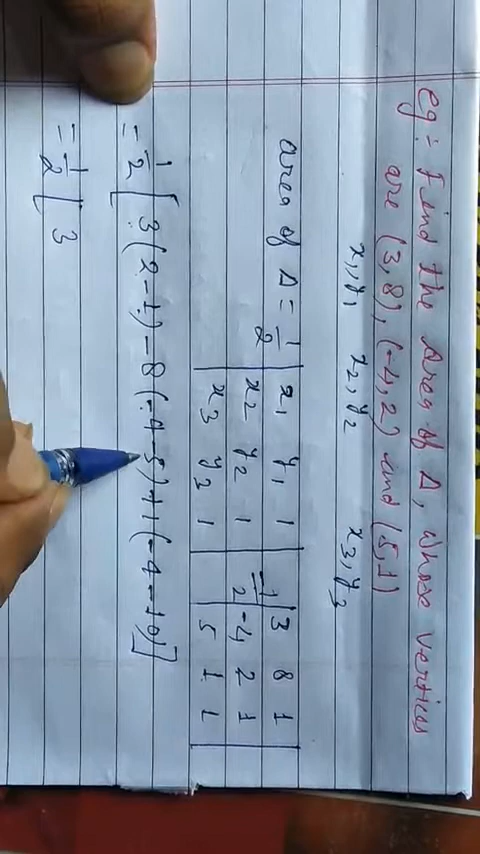 eg:- Find the Area of Δ, whose vertices
are (3,8), (-4,2) and (5,1)
x₁,y₁ x₂,y₂ x₃,y₃
area of Δ = 1/2 | x₁ y₁ 1 | = 1/2 | 3 8 1 |
| x₂ y₂ 1 | | -4 2 1 |
| x₃ y₃ 1 | | 5 1 1 |
= 1/2 [ 3(2-1) - 8(-4-5) + 1(-4-10) ]
= 1/2 [ 3